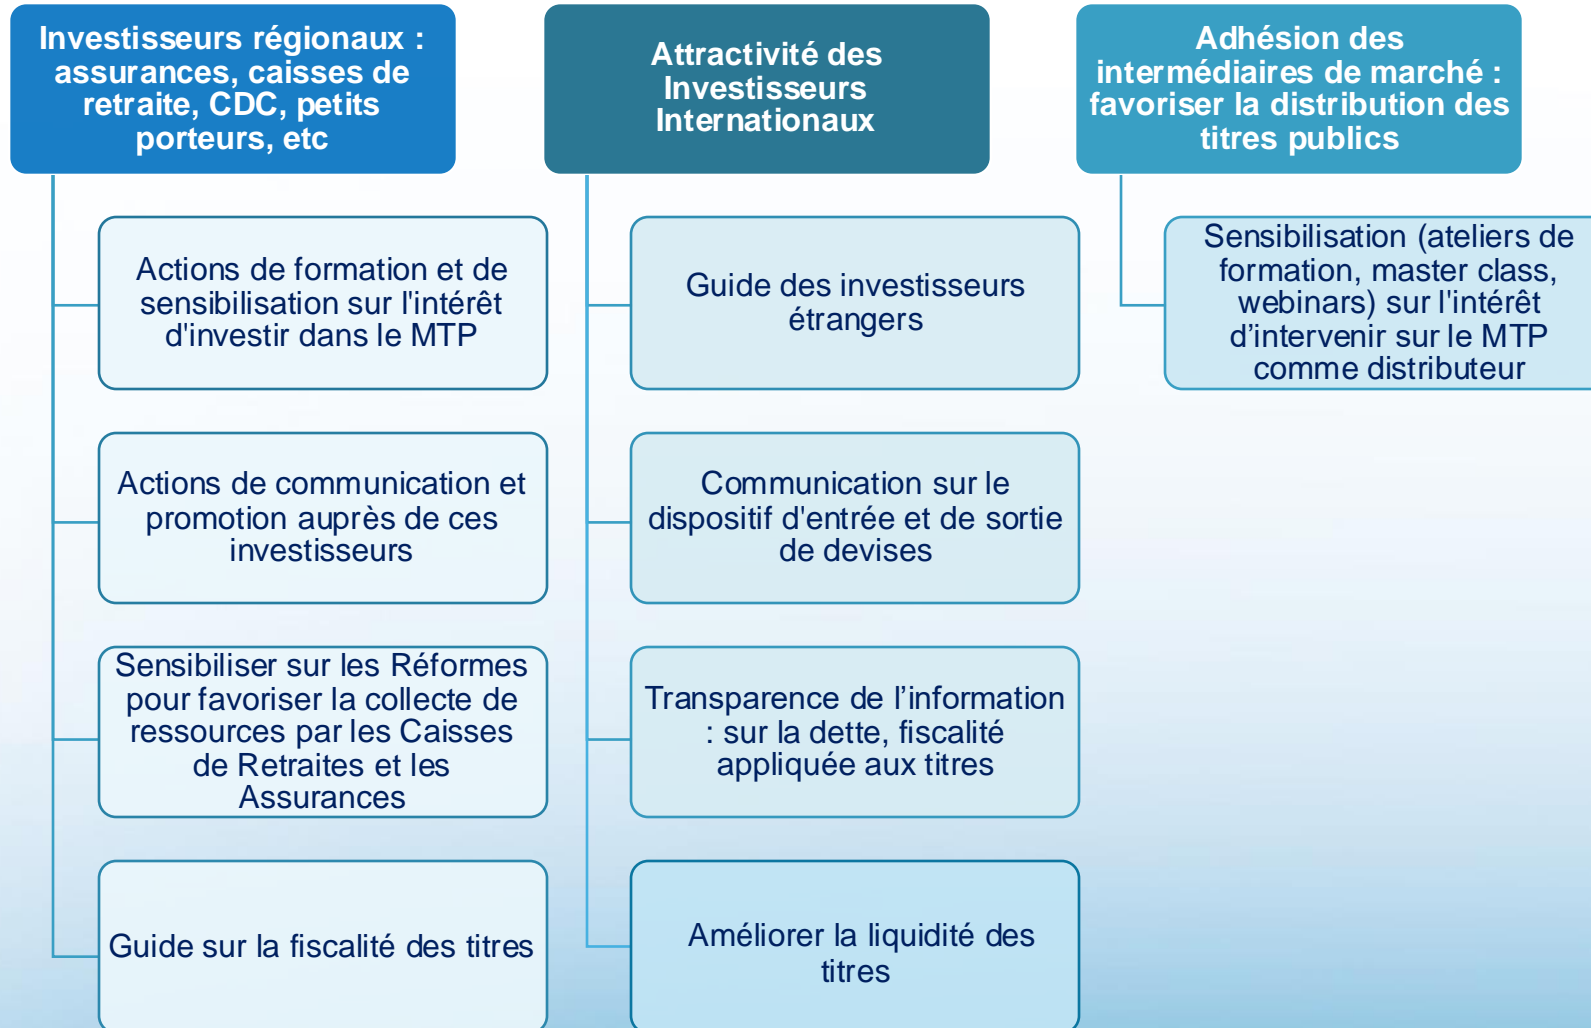 Investisseurs régionaux :
assurances, caisses de
retraite, CDC, petits
porteurs, etc
Actions de formation et de
sensibilisation sur l'intérêt
d'investir dans le MTP
Actions de communication et
promotion auprès de ces
investisseurs
Sensibiliser sur les Réformes
pour favoriser la collecte de
ressources par les Caisses
de Retraites et les
Assurances
Guide sur la fiscalité des titres
Attractivité des
Investisseurs
Internationaux
Guide des investisseurs
étrangers
Communication sur le
dispositif d'entrée et de sortie
de devises
Transparence de l’information
: sur la dette, fiscalité
appliquée aux titres
Améliorer la liquidité des
titres
Adhésion des
intermédiaires de marché :
favoriser la distribution des
titres publics
Sensibilisation (ateliers de
formation, master class,
webinars) sur l'intérêt
d’intervenir sur le MTP
comme distributeur